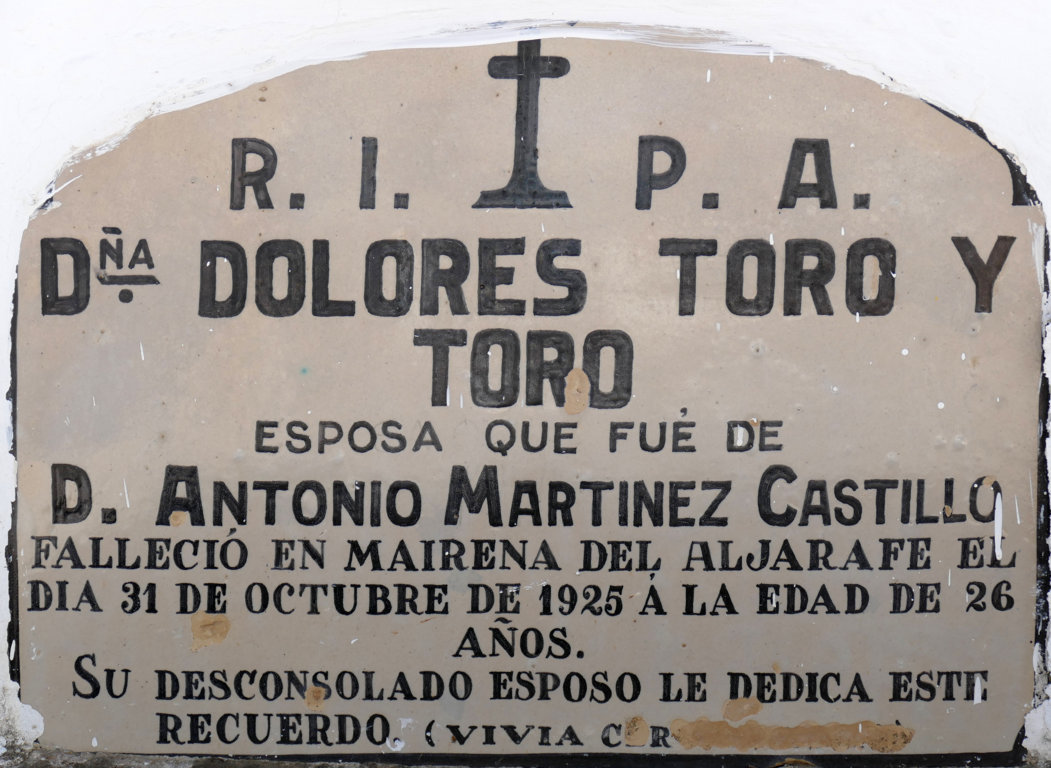 R. I. P. A.
DÑA DOLORES TORO Y
TORO
ESPOSA QUE FUÉ DE
D. ANTONIO MARTINEZ CASTILLO
FALLECIÓ EN MAIRENA DEL ALJARAFE EL
DIA 31 DE OCTUBRE DE 1925 Á LA EDAD DE 26
AÑOS.
SU DESCONSOLADO ESPOSO LE DEDICA ESTE
RECUERDO. (VIVIA